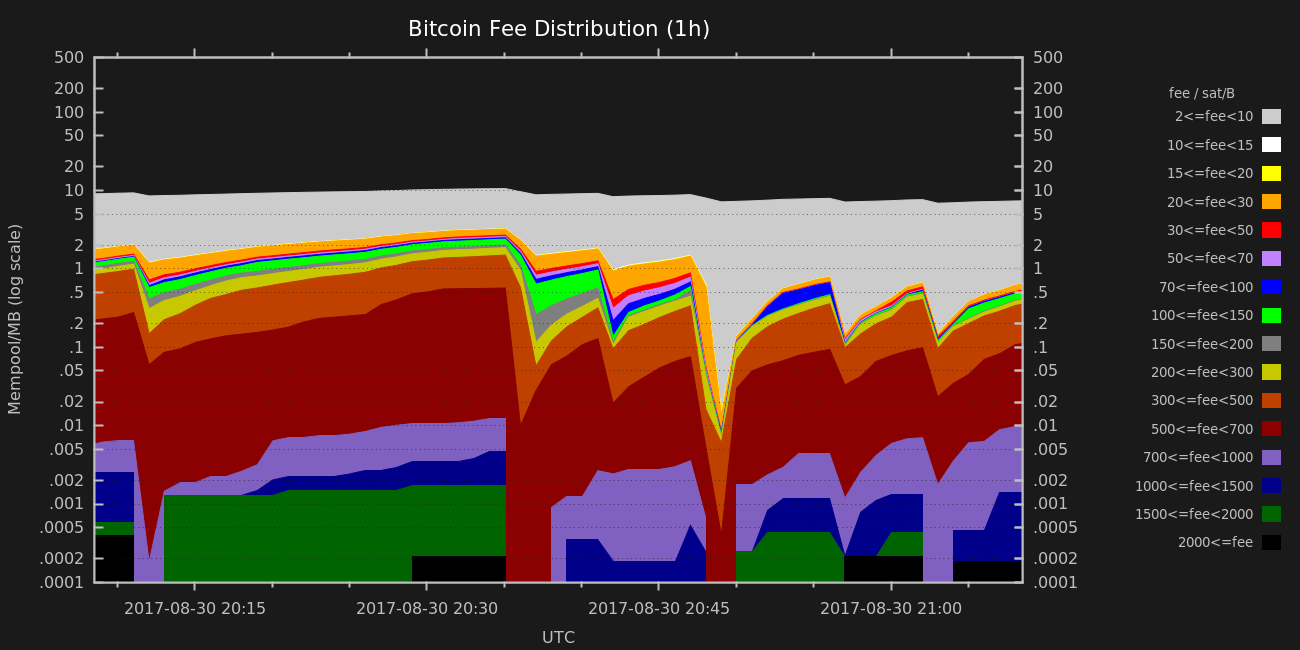 Bitcoin Fee Distribution (1h)
500 500
200 200
100 100
50 50
20 20
10 10
5 5
2 2
1 1
.5 .5
.2 .2
.1 .1
.05 .05
.02 .02
.01 .01
.005 .005
.002 .002
.001 .001
.0005 .0005
.0002 .0002
.0001 .0001
Mempool/MB (log scale)
2017-08-30 20:15 2017-08-30 20:30 2017-08-30 20:45 2017-08-30 21:00
UTC
fee / sat/B
2<=fee<10
10<=fee<15
15<=fee<20
20<=fee<30
30<=fee<50
50<=fee<70
70<=fee<100
100<=fee<150
150<=fee<200
200<=fee<300
300<=fee<500
500<=fee<700
700<=fee<1000
1000<=fee<1500
1500<=fee<2000
2000<=fee